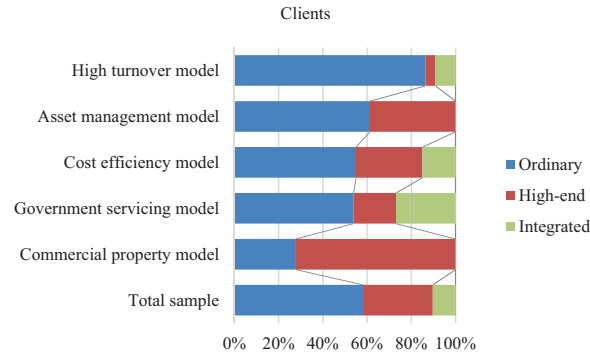 Clients
High turnover model
Asset management model
Cost efficiency model
Government servicing model
Commercial property model
Total sample
0% 20% 40% 60% 80% 100%
Ordinary
High-end
Integrated